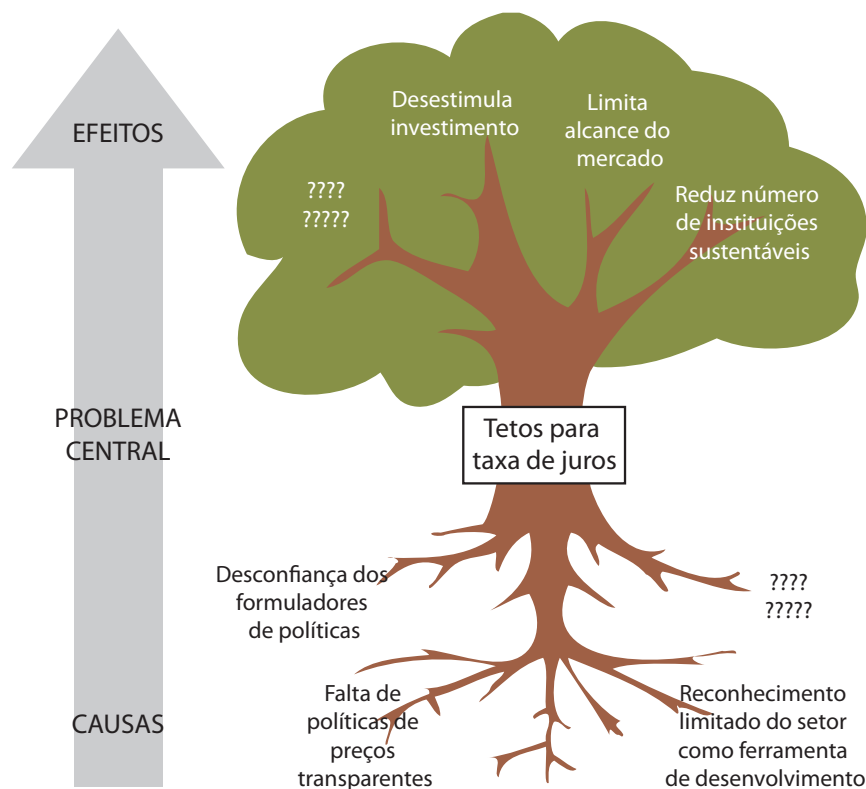 EFEITOS
Desestimula
investimento
Limita
alcance do
mercado
????
?????
Reduz número
de instituições
sustentáveis
PROBLEMA
CENTRAL
Tetos para
taxa de juros
Desconfiança dos
formuladores
de políticas
????
?????
CAUSAS
Falta de
políticas de
preços
transparentes
Reconhecimento
limitado do setor
como ferramenta
de desenvolvimento